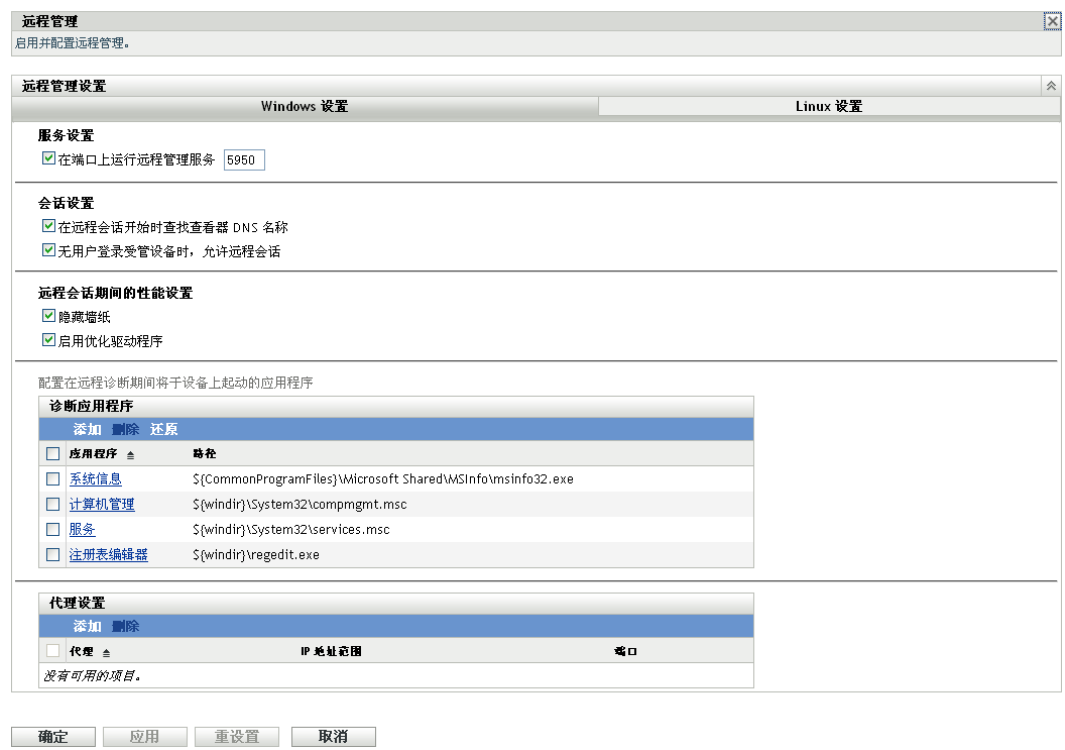 远程管理
启用并配置远程管理。
远程管理设置
Windows 设置 Linux 设置
服务设置
在端口上运行远程管理服务 5950
会话设置
在远程会话开始时查找查看器 DNS 名称
无用户登录受管设备时，允许远程会话
远程会话期间的性能设置
隐藏墙纸
启用优化驱动程序
配置在远程诊断期间将于设备上起动的应用程序
诊断应用程序
添加 删除 还原
应用程序 路径
系统信息 ${CommonProgramFiles}\Microsoft Shared\MSInfo\msinfo32.exe
计算机管理 ${windir}\System32\compmgmt.msc
服务 ${windir}\System32\services.msc
注册表编辑器 ${windir}\regedit.exe
代理设置
添加 删除
代理 IP 地址范围 端口
没有可用的项目。
确定 应用 重设置 取消